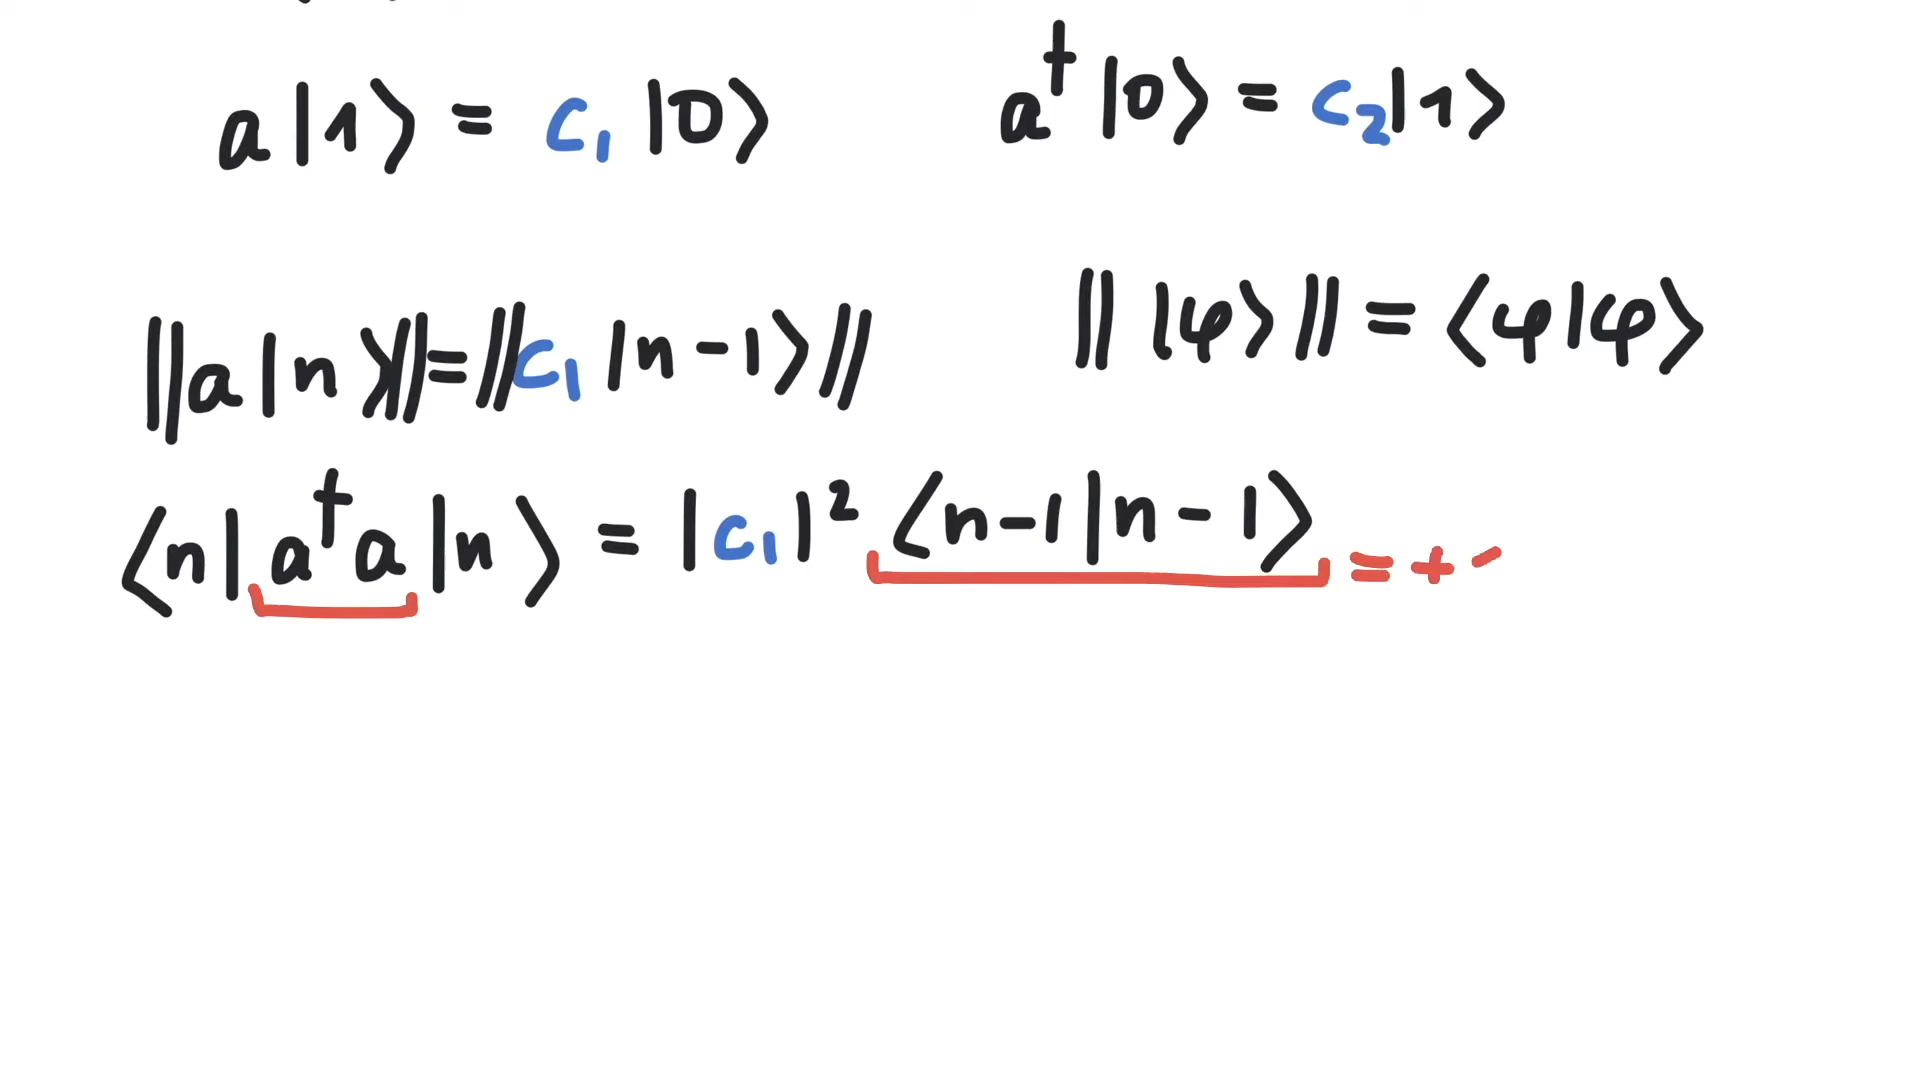 a|1⟩ = c₁|0⟩ a†|0⟩ = c₂|1⟩
‖a|n⟩‖ = ‖c₁|n-1⟩‖ ‖|φ⟩‖ = ⟨φ|φ⟩
⟨n|a†a|n⟩ = |c₁|² ⟨n-1|n-1⟩ = +